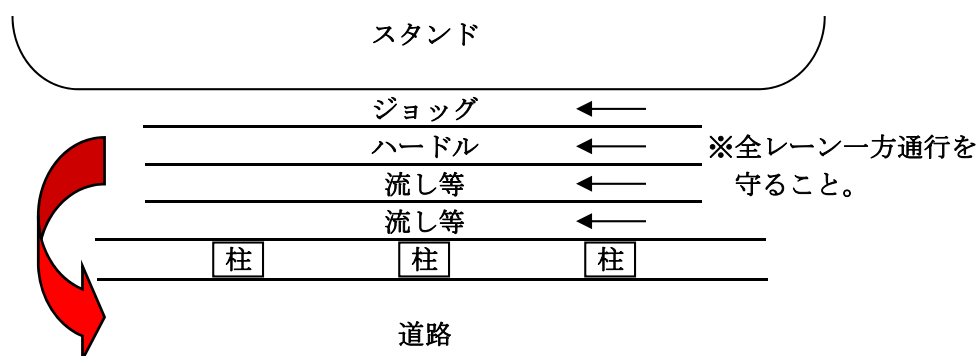 スタンド
ジョッグ
ハードル
流し等
流し等
※全レーン一方通行を
守ること。
柱 柱 柱
道路